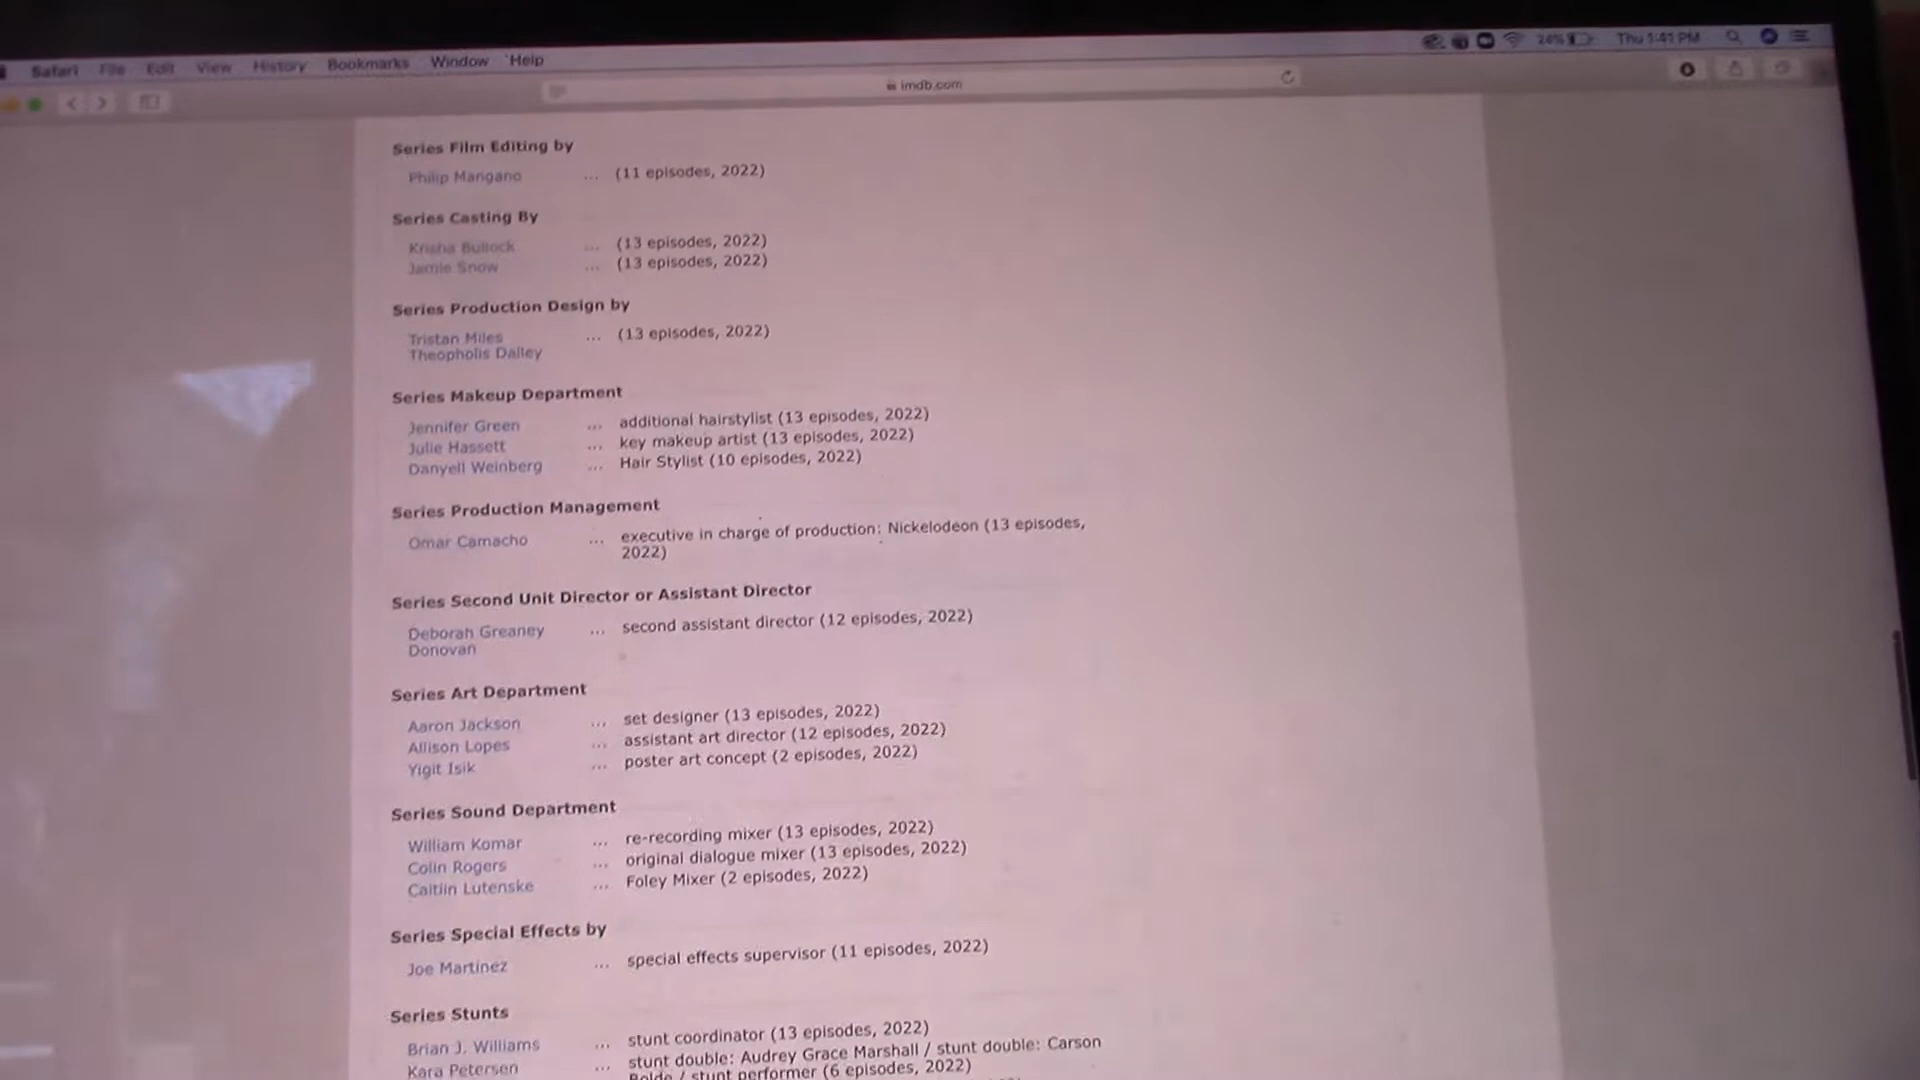 Safari File Edit View History Bookmarks Window Help
24% Thu 1:41 PM
imdb.com
Series Film Editing by
Philip Mangano ... (11 episodes, 2022)
Series Casting By
Krisha Bullock ... (13 episodes, 2022)
Jamie Snow ... (13 episodes, 2022)
Series Production Design by
Tristan Miles ... (13 episodes, 2022)
Theopholis Dailey
Series Makeup Department
Jennifer Green ... additional hairstylist (13 episodes, 2022)
Julie Hassett ... key makeup artist (13 episodes, 2022)
Danyell Weinberg ... Hair Stylist (10 episodes, 2022)
Series Production Management
Omar Camacho ... executive in charge of production: Nickelodeon (13 episodes,
2022)
Series Second Unit Director or Assistant Director
Deborah Greaney ... second assistant director (12 episodes, 2022)
Donovan
Series Art Department
Aaron Jackson ... set designer (13 episodes, 2022)
Allison Lopes ... assistant art director (12 episodes, 2022)
Yigit Isik ... poster art concept (2 episodes, 2022)
Series Sound Department
William Komar ... re-recording mixer (13 episodes, 2022)
Colin Rogers ... original dialogue mixer (13 episodes, 2022)
Caitlin Lutenske ... Foley Mixer (2 episodes, 2022)
Series Special Effects by
Joe Martinez ... special effects supervisor (11 episodes, 2022)
Series Stunts
Brian J. Williams ... stunt coordinator (13 episodes, 2022)
Kara Petersen ... stunt double: Audrey Grace Marshall / stunt double: Carson
/ stunt performer (6 episodes, 2022)